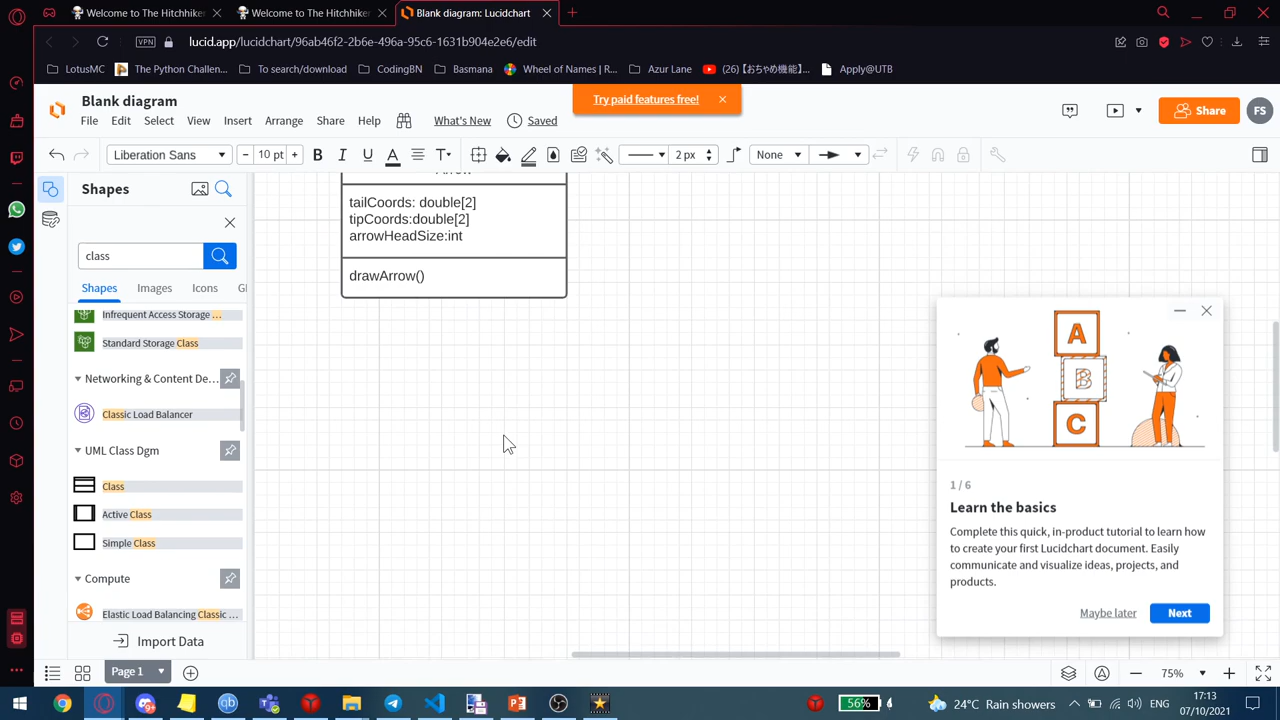 Welcome to The Hitchhiker
Welcome to The Hitchhiker
Blank diagram: Lucidchart
VPN
lucid.app/lucidchart/96ab46f2-2b6e-496a-95c6-1631b904e2e6/edit
LotusMC
The Python Challen...
To search/download
CodingBN
Basmana
Wheel of Names | R...
Azur Lane
(26) 【おちゃめ機能】...
Apply@UTB
Blank diagram
Try paid features free!
File Edit Select View Insert Arrange Share Help What's New Saved
Share
FS
Liberation Sans
10 pt
B I U A T
2 px
None
Shapes
class
Shapes Images Icons
Infrequent Access Storage ...
Standard Storage Class
Networking & Content De...
Classic Load Balancer
UML Class Dgm
Class
Active Class
Simple Class
Compute
Elastic Load Balancing Classic ...
Import Data
tailCoords: double[2]
tipCoords:double[2]
arrowHeadSize:int
drawArrow()
A
B
C
1 / 6
Learn the basics
Complete this quick, in-product tutorial to learn how
to create your first Lucidchart document. Easily
communicate and visualize ideas, projects, and
products.
Maybe later
Next
Page 1
75%
56%
24°C Rain showers
ENG
17:13
07/10/2021